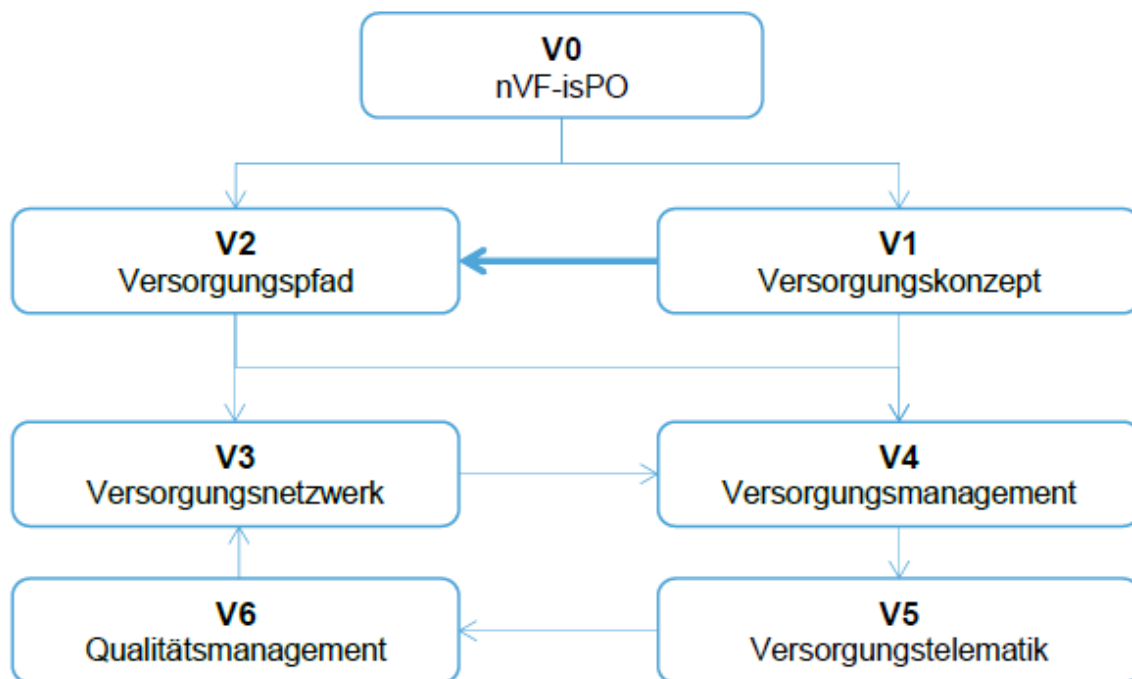 V0
nVF-isPO
V2
Versorgungspfad
V1
Versorgungskonzept
V3
Versorgungsnetzwerk
V4
Versorgungsmanagement
V6
Qualitätsmanagement
V5
Versorgungstelematik